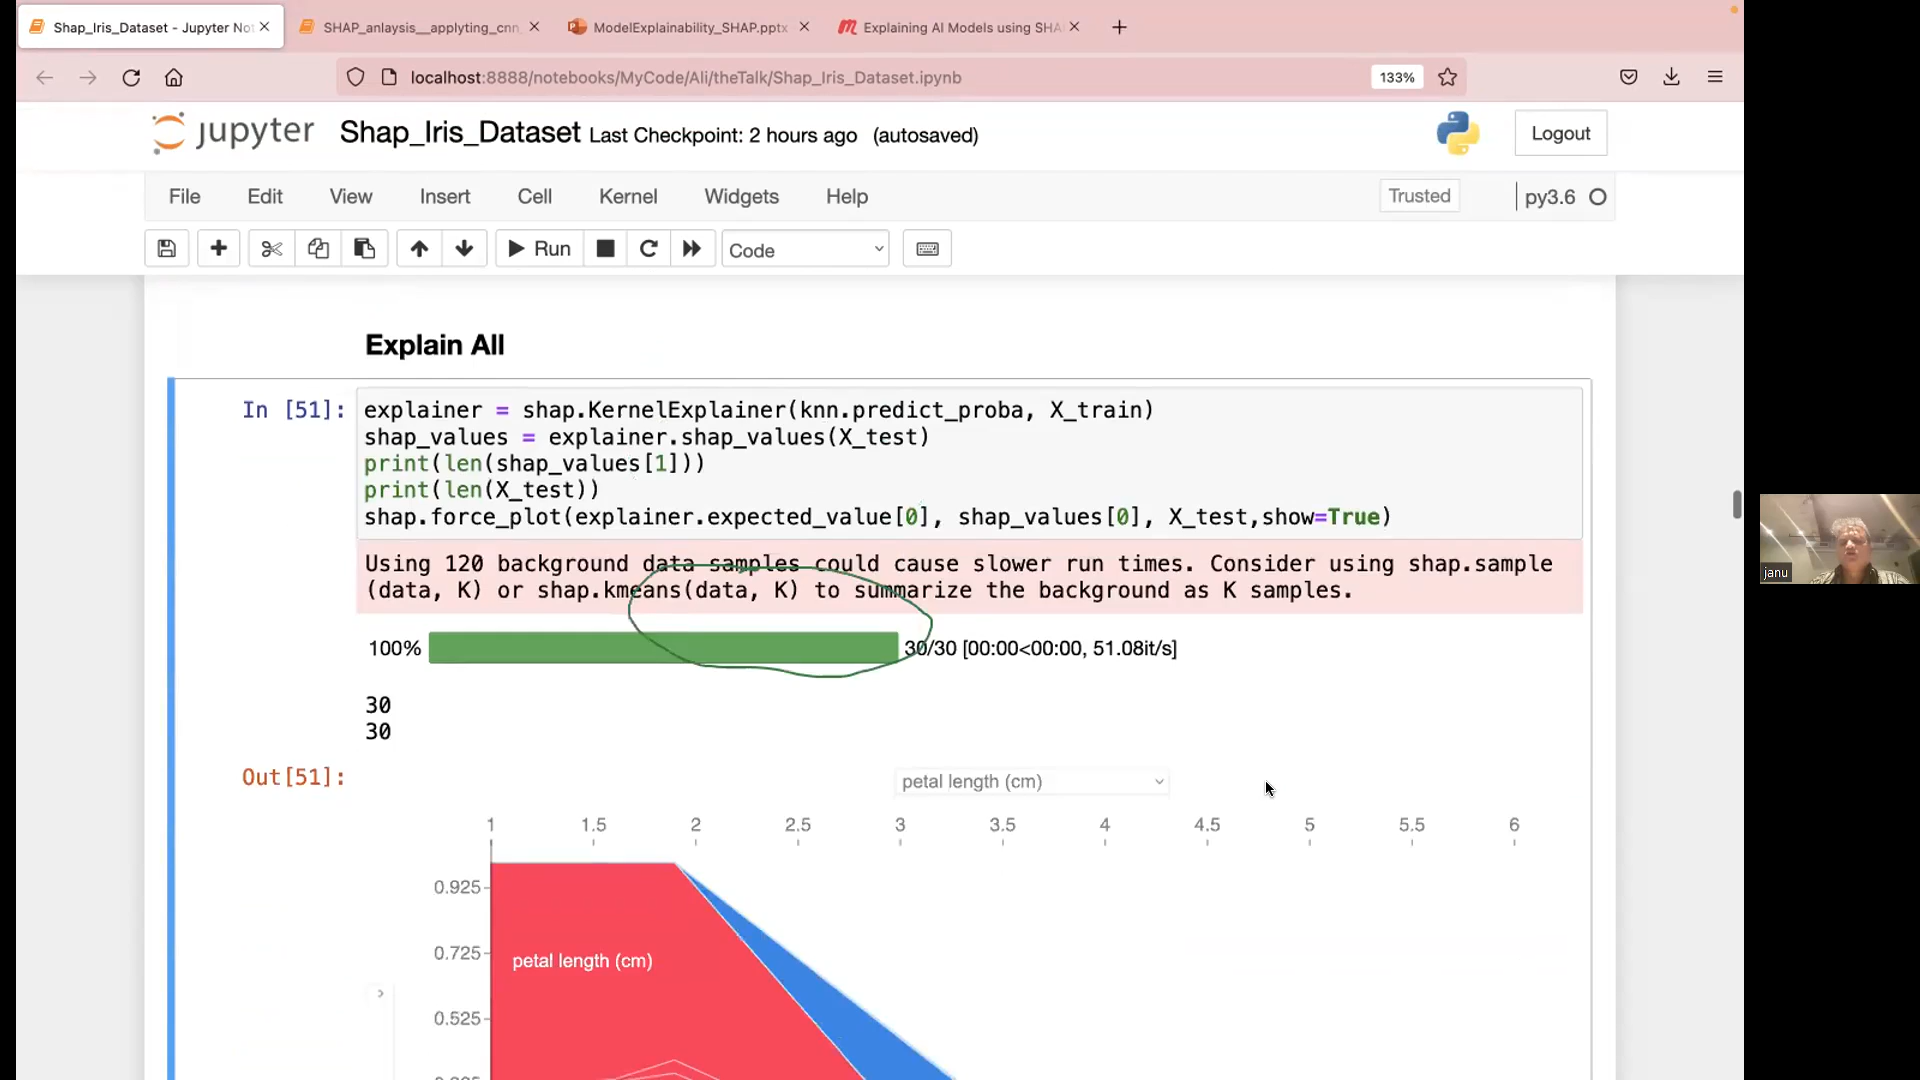 Shap_Iris_Dataset - Jupyter Not
SHAP_anlaysis__applyting_cnn_
ModelExplainability_SHAP.pptx
Explaining AI Models using SHA
localhost:8888/notebooks/MyCode/Ali/theTalk/Shap_Iris_Dataset.ipynb
133%
jupyter Shap_Iris_Dataset Last Checkpoint: 2 hours ago (autosaved)
Logout
File Edit View Insert Cell Kernel Widgets Help
Trusted
py3.6
Run
Code
Explain All
In [51]:
explainer = shap.KernelExplainer(knn.predict_proba, X_train)
shap_values = explainer.shap_values(X_test)
print(len(shap_values[1]))
print(len(X_test))
shap.force_plot(explainer.expected_value[0], shap_values[0], X_test,show=True)
Using 120 background data samples could cause slower run times. Consider using shap.sample
(data, K) or shap.kmeans(data, K) to summarize the background as K samples.
100% 30/30 [00:00<00:00, 51.08it/s]
30
30
Out[51]:
petal length (cm)
1 1.5 2 2.5 3 3.5 4 4.5 5 5.5 6
0.925
0.725
petal length (cm)
0.525
janu